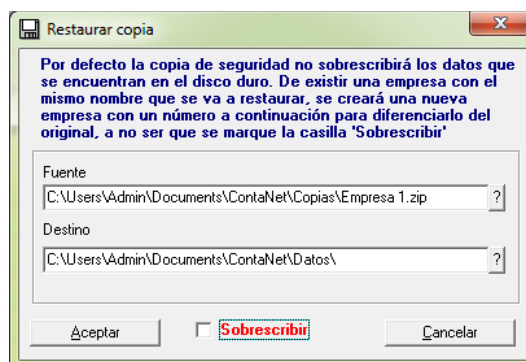 Restaurar copia
Por defecto la copia de seguridad no sobrescribirá los datos que
se encuentran en el disco duro. De existir una empresa con el
mismo nombre que se va a restaurar, se creará una nueva
empresa con un número a continuación para diferenciarlo del
original, a no ser que se marque la casilla 'Sobrescribir'
Fuente
C:\Users\Admin\Documents\ContaNet\Copias\Empresa 1.zip ?
Destino
C:\Users\Admin\Documents\ContaNet\Datos\ ?
Aceptar Sobrescribir Cancelar